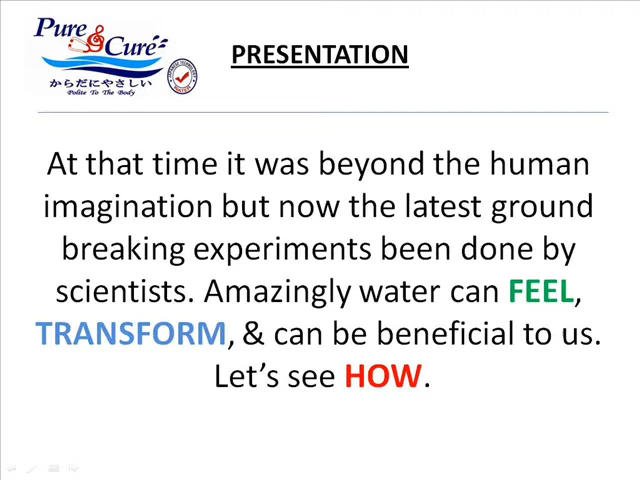 Pure & Cure
からだにやさしい
Polite To The Body
WATER
PRESENTATION
At that time it was beyond the human
imagination but now the latest ground
breaking experiments been done by
scientists. Amazingly water can FEEL,
TRANSFORM, & can be beneficial to us.
Let's see HOW.